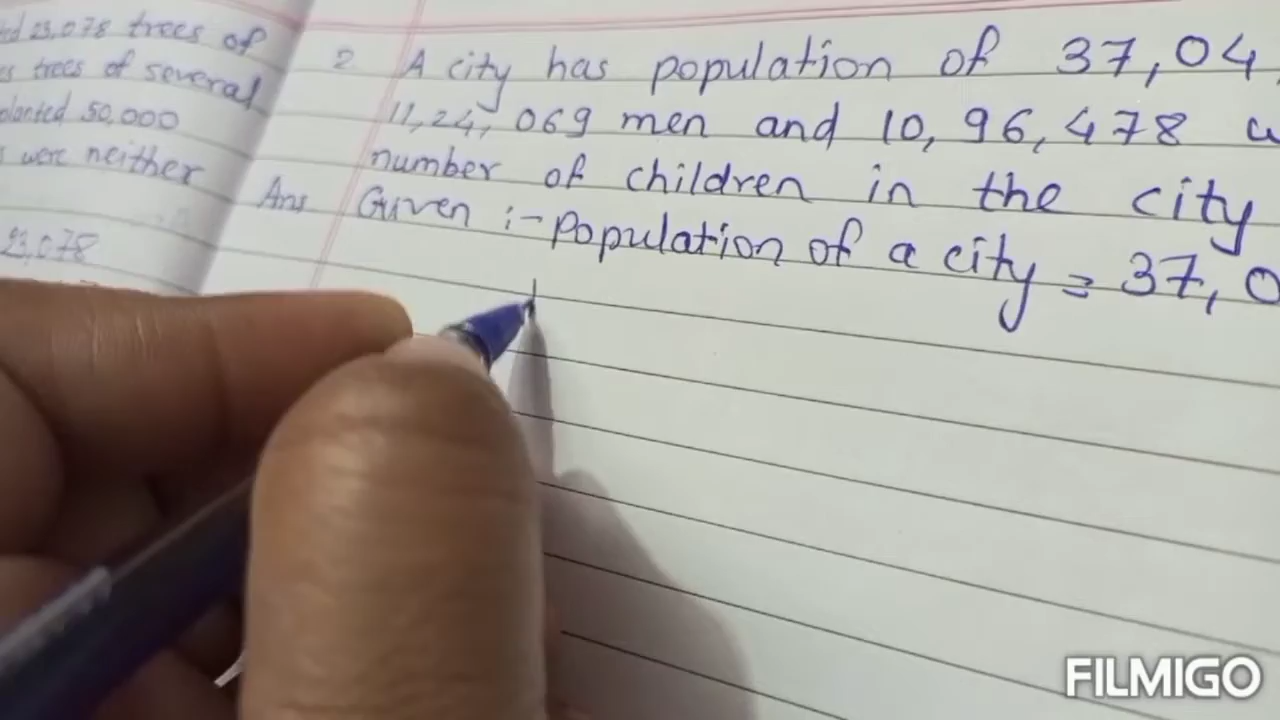 23,078 trees of
trees of several
planted 50,000
were neither
23,078
2 A city has population of 37,04,
11,24,069 men and 10,96,478
number of children in the city
Ans Given :- Population of a city = 37,0
FILMIGO